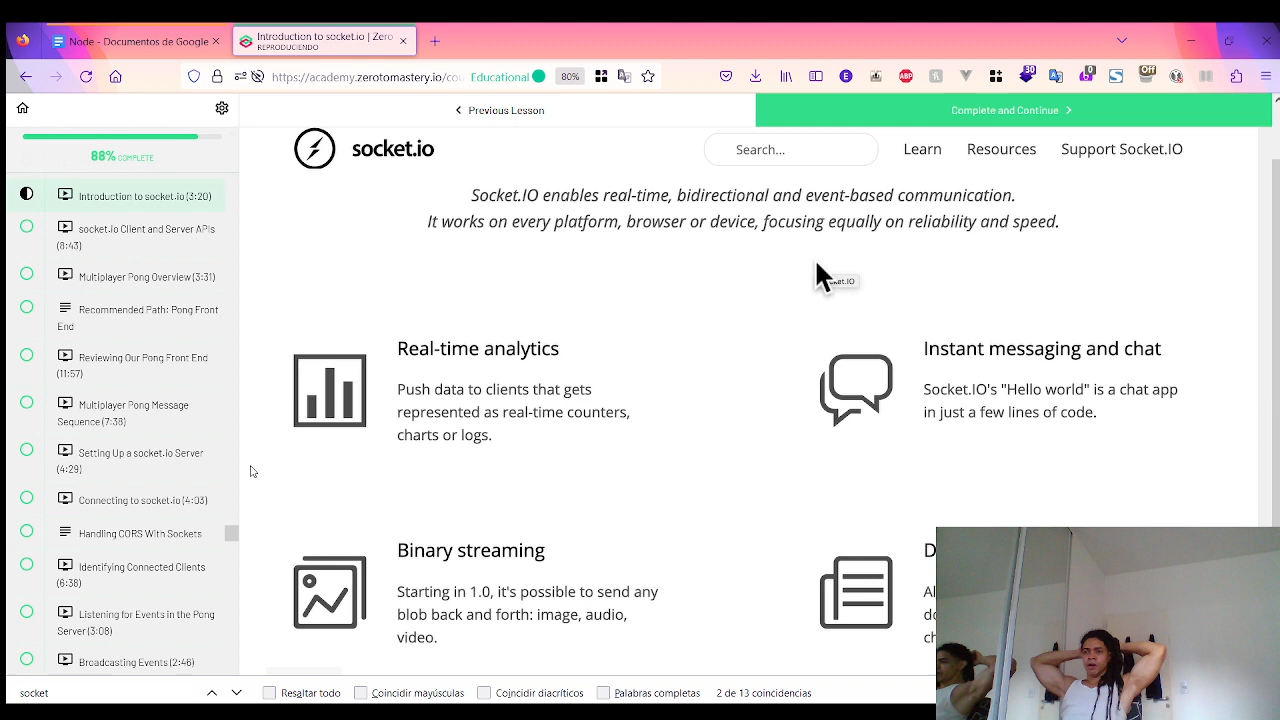 Node - Documentos de Google
Introduction to socket.io | Zero
REPRODUCIENDO
https://academy.zerotomastery.io/cou
Educational
80%
30
0
Off
Previous Lesson
Complete and Continue
88% COMPLETE
Introduction to socket.io (3:20)
socket.io Client and Server APIs
(8:43)
Multiplayer Pong Overview (3:31)
Recommended Path: Pong Front
End
Reviewing Our Pong Front End
(11:57)
Multiplayer Pong Message
Sequence (7:38)
Setting Up a socket.io Server
(4:29)
Connecting to socket.io (4:03)
Handling CORS With Sockets
Identifying Connected Clients
(6:38)
Listening for Events in the Pong
Server (3:08)
Broadcasting Events (2:46)
socket.io
Search...
Learn
Resources
Support Socket.IO
Socket.IO enables real-time, bidirectional and event-based communication.
It works on every platform, browser or device, focusing equally on reliability and speed.
cket.IO
Real-time analytics
Push data to clients that gets
represented as real-time counters,
charts or logs.
Instant messaging and chat
Socket.IO's "Hello world" is a chat app
in just a few lines of code.
Binary streaming
Starting in 1.0, it's possible to send any
blob back and forth: image, audio,
video.
D
Al
do
ch
socket
Resaltar todo
Coincidir mayúsculas
Coincidir diacríticos
Palabras completas
2 de 13 coincidencias